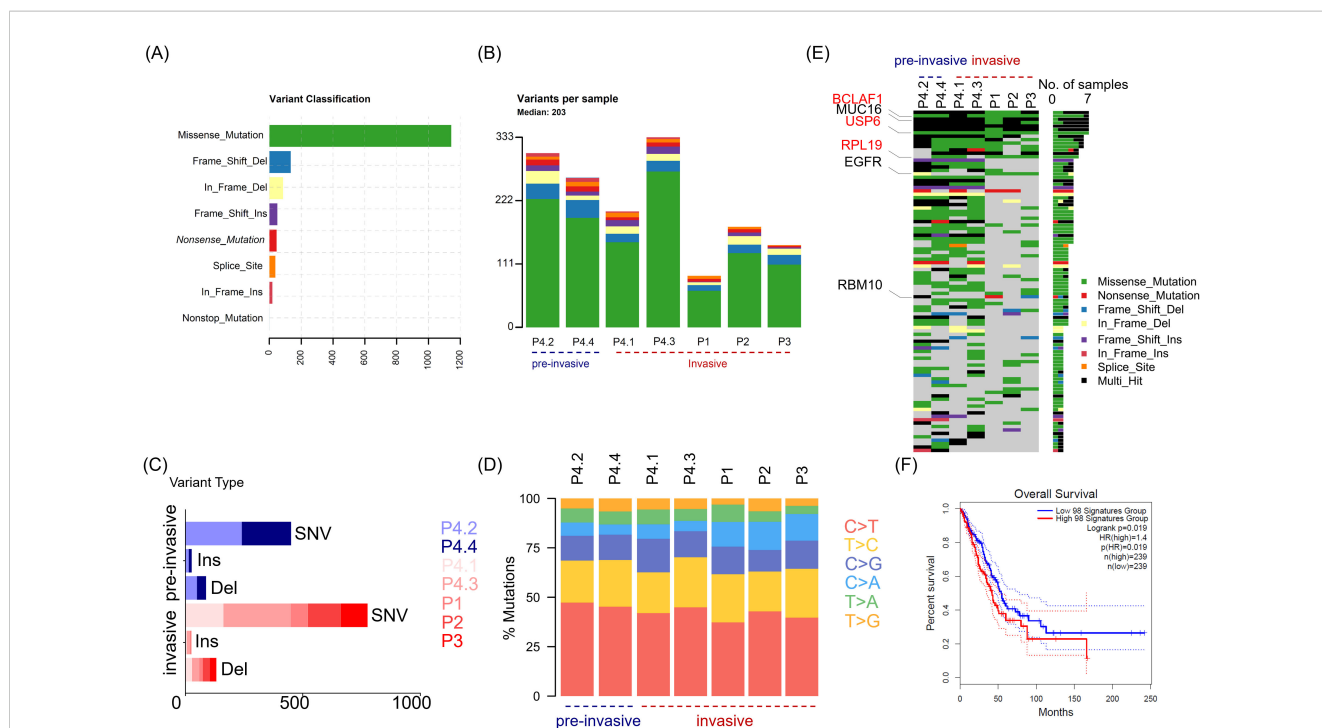 (A)
Variant Classification
Missense_Mutation
Frame_Shift_Del
In_Frame_Del
Frame_Shift_Ins
Nonsense_Mutation
Splice_Site
In_Frame_Ins
Nonstop_Mutation
0
200
400
600
800
1000
1200
(B)
Variants per sample
Median: 203
333
222
111
0
P4.2
P4.4
P4.1
P4.3
P1
P2
P3
pre-invasive
Invasive
(E)
pre-invasive invasive
P4.2
P4.4
P4.1
P4.3
P1
P2
P3
No. of samples
0 7
BCLAF1
MUC16
USP6
RPL19
EGFR
RBM10
Missense_Mutation
Nonsense_Mutation
Frame_Shift_Del
In_Frame_Del
Frame_Shift_Ins
In_Frame_Ins
Splice_Site
Multi_Hit
(C)
Variant Type
pre-invasive
SNV
Ins
Del
invasive
SNV
Ins
Del
0 500 1000
P4.2
P4.4
P4.1
P4.3
P1
P2
P3
(D)
P4.2
P4.4
P4.1
P4.3
P1
P2
P3
% Mutations
100
75
50
25
0
pre-invasive
invasive
C>T
T>C
C>G
C>A
T>A
T>G
(F)
Overall Survival
Low 98 Signatures Group
High 98 Signatures Group
Logrank p=0.019
HR(high)=1.4
p(HR)=0.019
n(high)=239
n(low)=239
Percent survival
1.0
0.8
0.6
0.4
0.2
0.0
0 50 100 150 200 250
Months